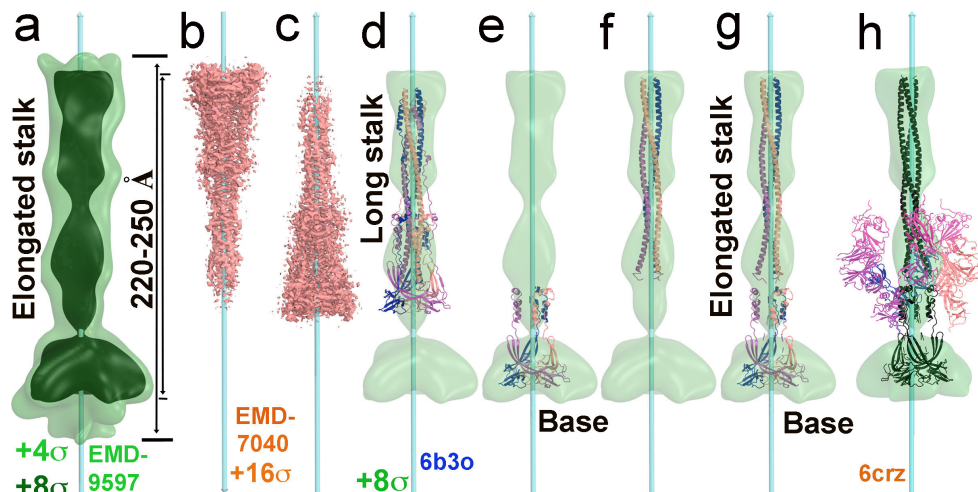 a
b
c
d
e
f
g
h
Elongated stalk
220-250 Å
Long stalk
Elongated stalk
Base
Base
+4σ
EMD-
9597
+8σ
EMD-
7040
+16σ
6b3o
+8σ
6crz